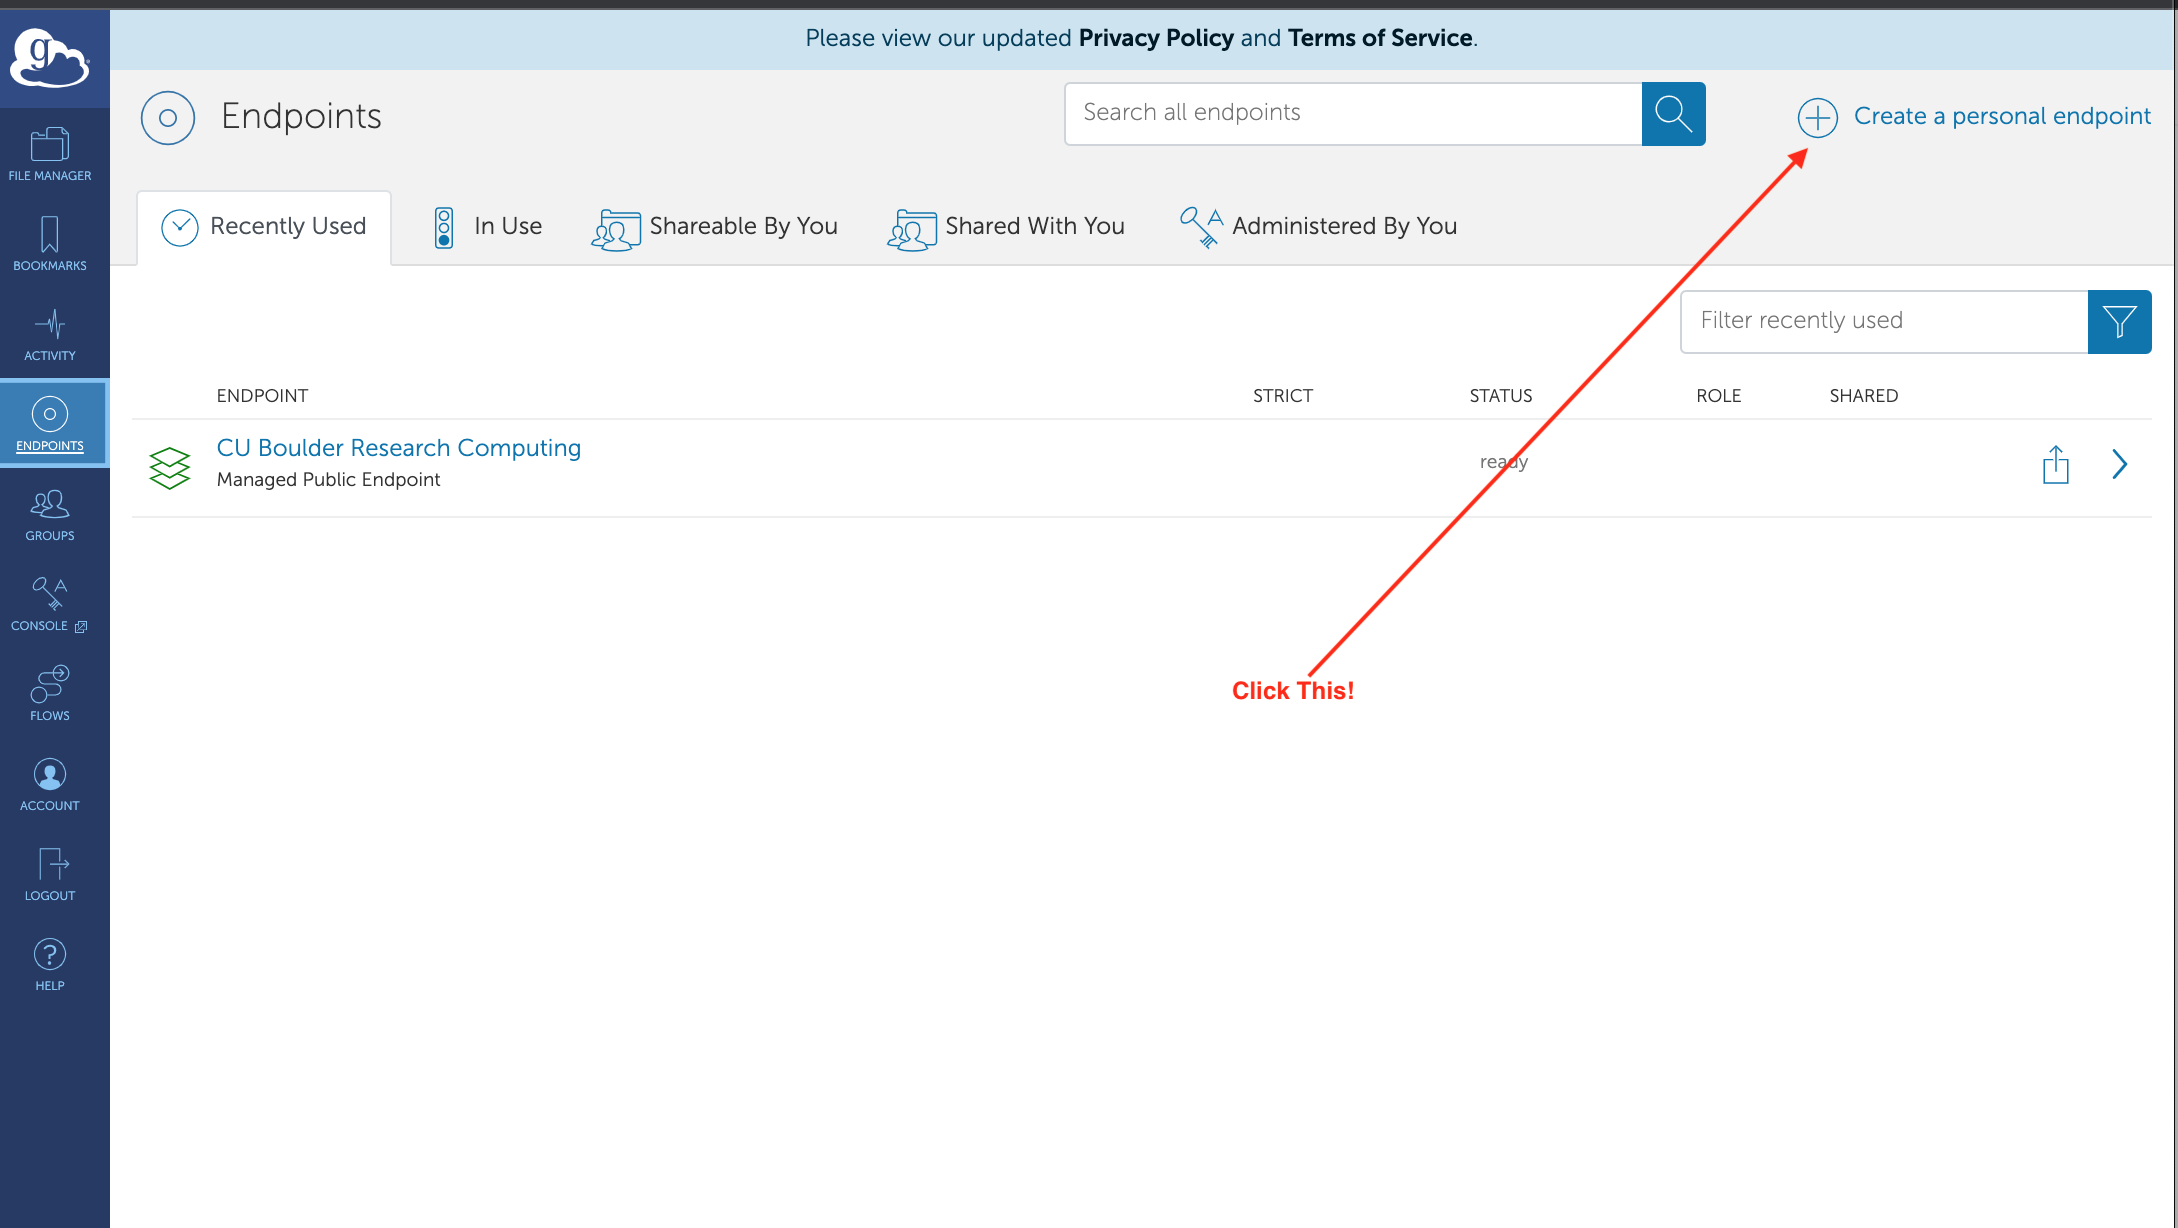 Please view our updated Privacy Policy and Terms of Service.
g
Endpoints
Search all endpoints
Create a personal endpoint
FILE MANAGER
BOOKMARKS
ACTIVITY
ENDPOINTS
GROUPS
CONSOLE
FLOWS
ACCOUNT
LOGOUT
?
HELP
Recently Used
In Use
Shareable By You
Shared With You
A
Administered By You
Filter recently used
ENDPOINT STRICT STATUS ROLE SHARED
CU Boulder Research Computing
Managed Public Endpoint
ready
Click This!